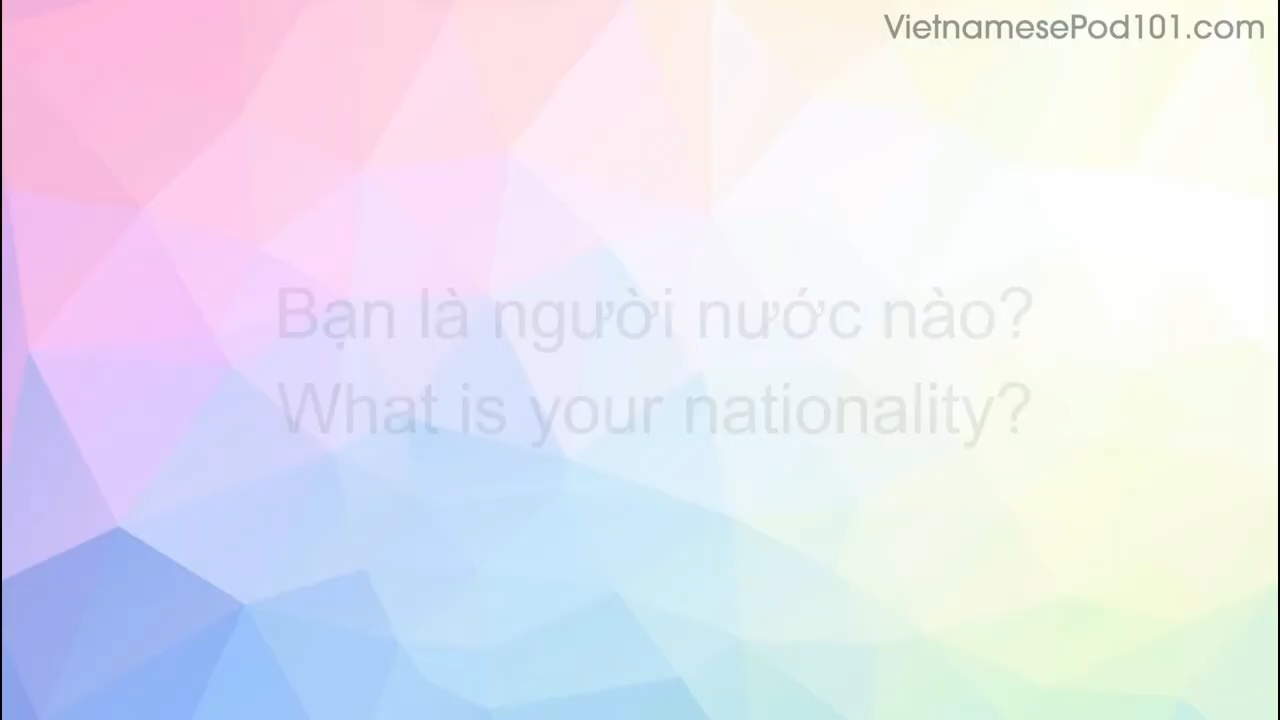 VietnamesePod101.com
Bạn là người nước nào?
What is your nationality?